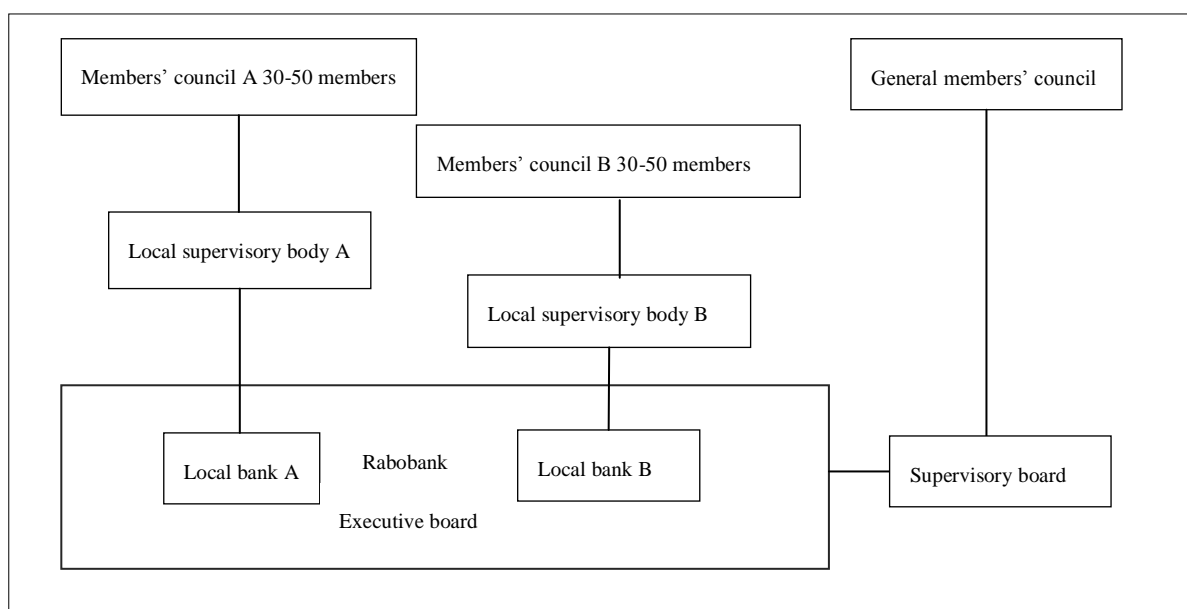 Members’ council A 30-50 members
General members’ council
Members’ council B 30-50 members
Local supervisory body A
Local supervisory body B
Local bank A
Rabobank
Local bank B
Supervisory board
Executive board